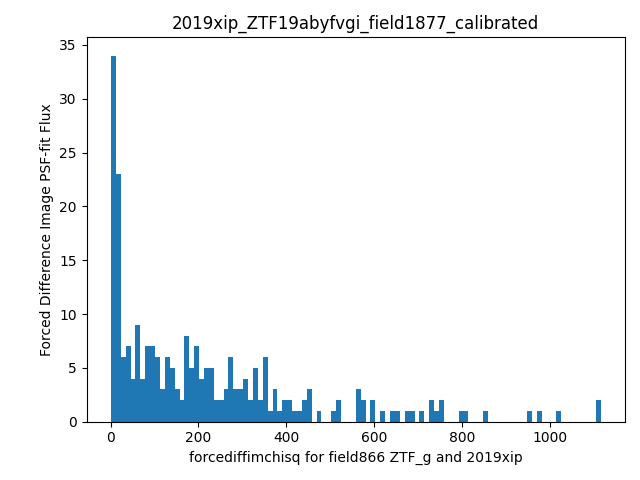 2019xip_ZTF19abyfvgi_field1877_calibrated
35
30
25
20
15
10
5
0
Forced Difference Image PSF-fit Flux
0 200 400 600 800 1000
forcediffimchisq for field866 ZTF_g and 2019xip